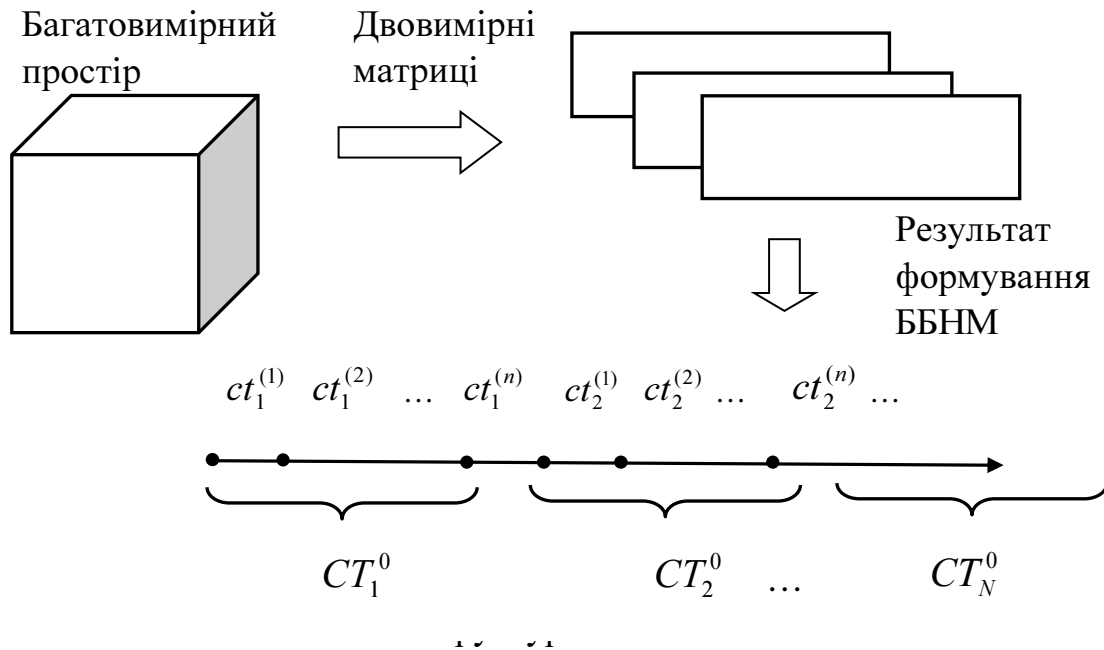 Багатовимірний
простір
Двовимірні
матриці
Результат
формування
ББНМ
ct₁⁽¹⁾ ct₁⁽²⁾ … ct₁⁽ⁿ⁾ ct₂⁽¹⁾ ct₂⁽²⁾ … ct₂⁽ⁿ⁾ …
CT₁⁰ CT₂⁰ … CT_N⁰